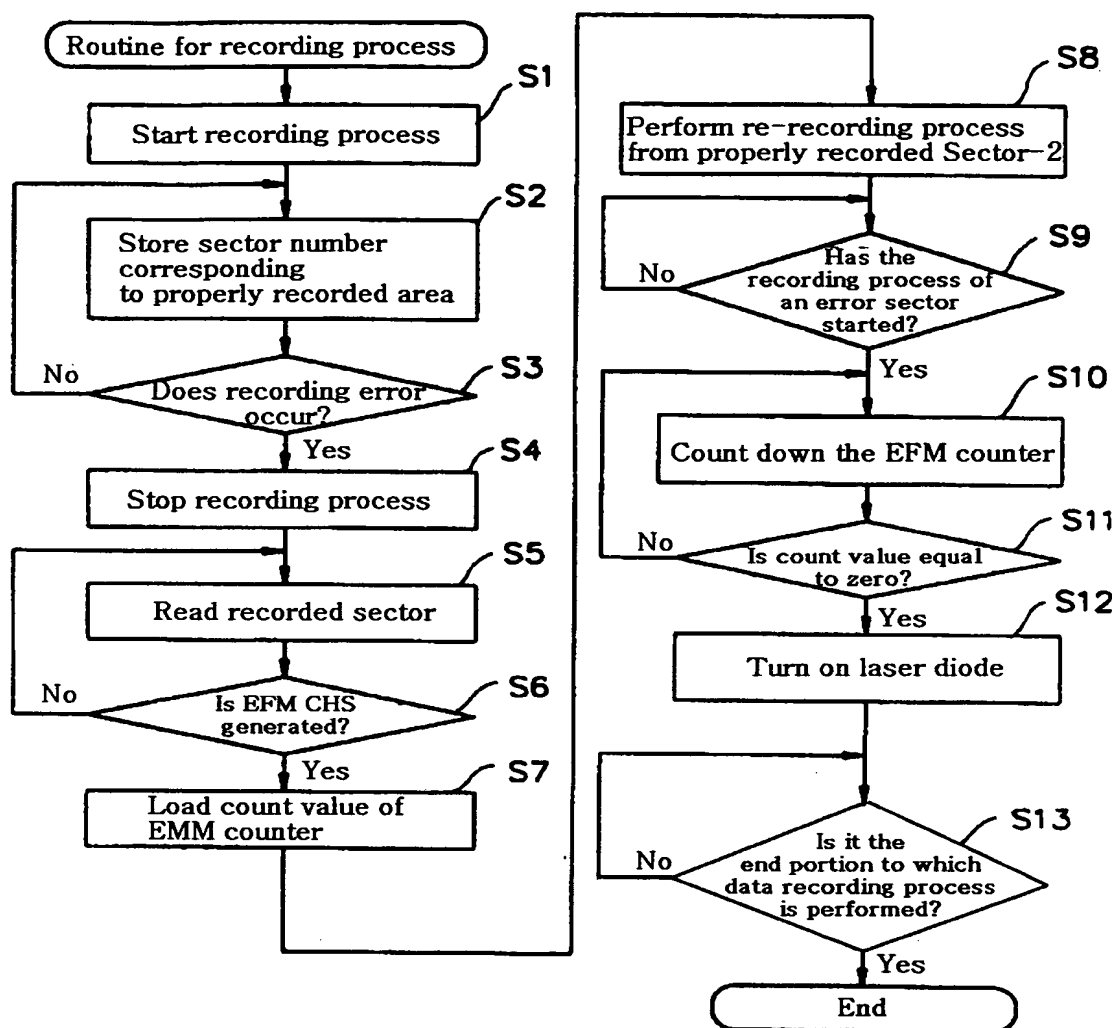 Routine for recording process
S1
Start recording process
S2
Store sector number
corresponding
to properly recorded area
No
S3
Does recording error
occur?
Yes
S4
Stop recording process
S5
Read recorded sector
No
S6
Is EFM CHS
generated?
Yes
S7
Load count value of
EMM counter
S8
Perform re-recording process
from properly recorded Sector-2
S9
No
Has the
recording process of
an error sector
started?
Yes
S10
Count down the EFM counter
S11
No
Is count value equal
to zero?
Yes
S12
Turn on laser diode
S13
No
Is it the
end portion to which
data recording process
is performed?
Yes
End